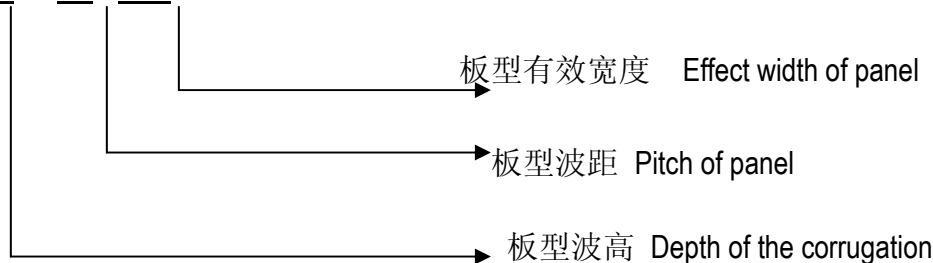 板型有效宽度 Effect width of panel
板型波距 Pitch of panel
板型波高 Depth of the corrugation